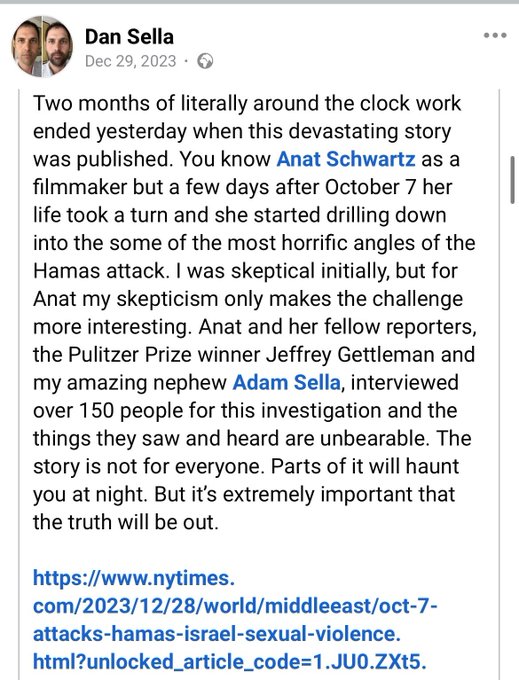 Dan Sella
Dec 29, 2023 ·
Two months of literally around the clock work
ended yesterday when this devastating story
was published. You know Anat Schwartz as a
filmmaker but a few days after October 7 her
life took a turn and she started drilling down
into the some of the most horrific angles of the
Hamas attack. I was skeptical initially, but for
Anat my skepticism only makes the challenge
more interesting. Anat and her fellow reporters,
the Pulitzer Prize winner Jeffrey Gettleman and
my amazing nephew Adam Sella, interviewed
over 150 people for this investigation and the
things they saw and heard are unbearable. The
story is not for everyone. Parts of it will haunt
you at night. But it’s extremely important that
the truth will be out.
https://www.nytimes.
com/2023/12/28/world/middleeast/oct-7-
attacks-hamas-israel-sexual-violence.
html?unlocked_article_code=1.JU0.ZXt5.